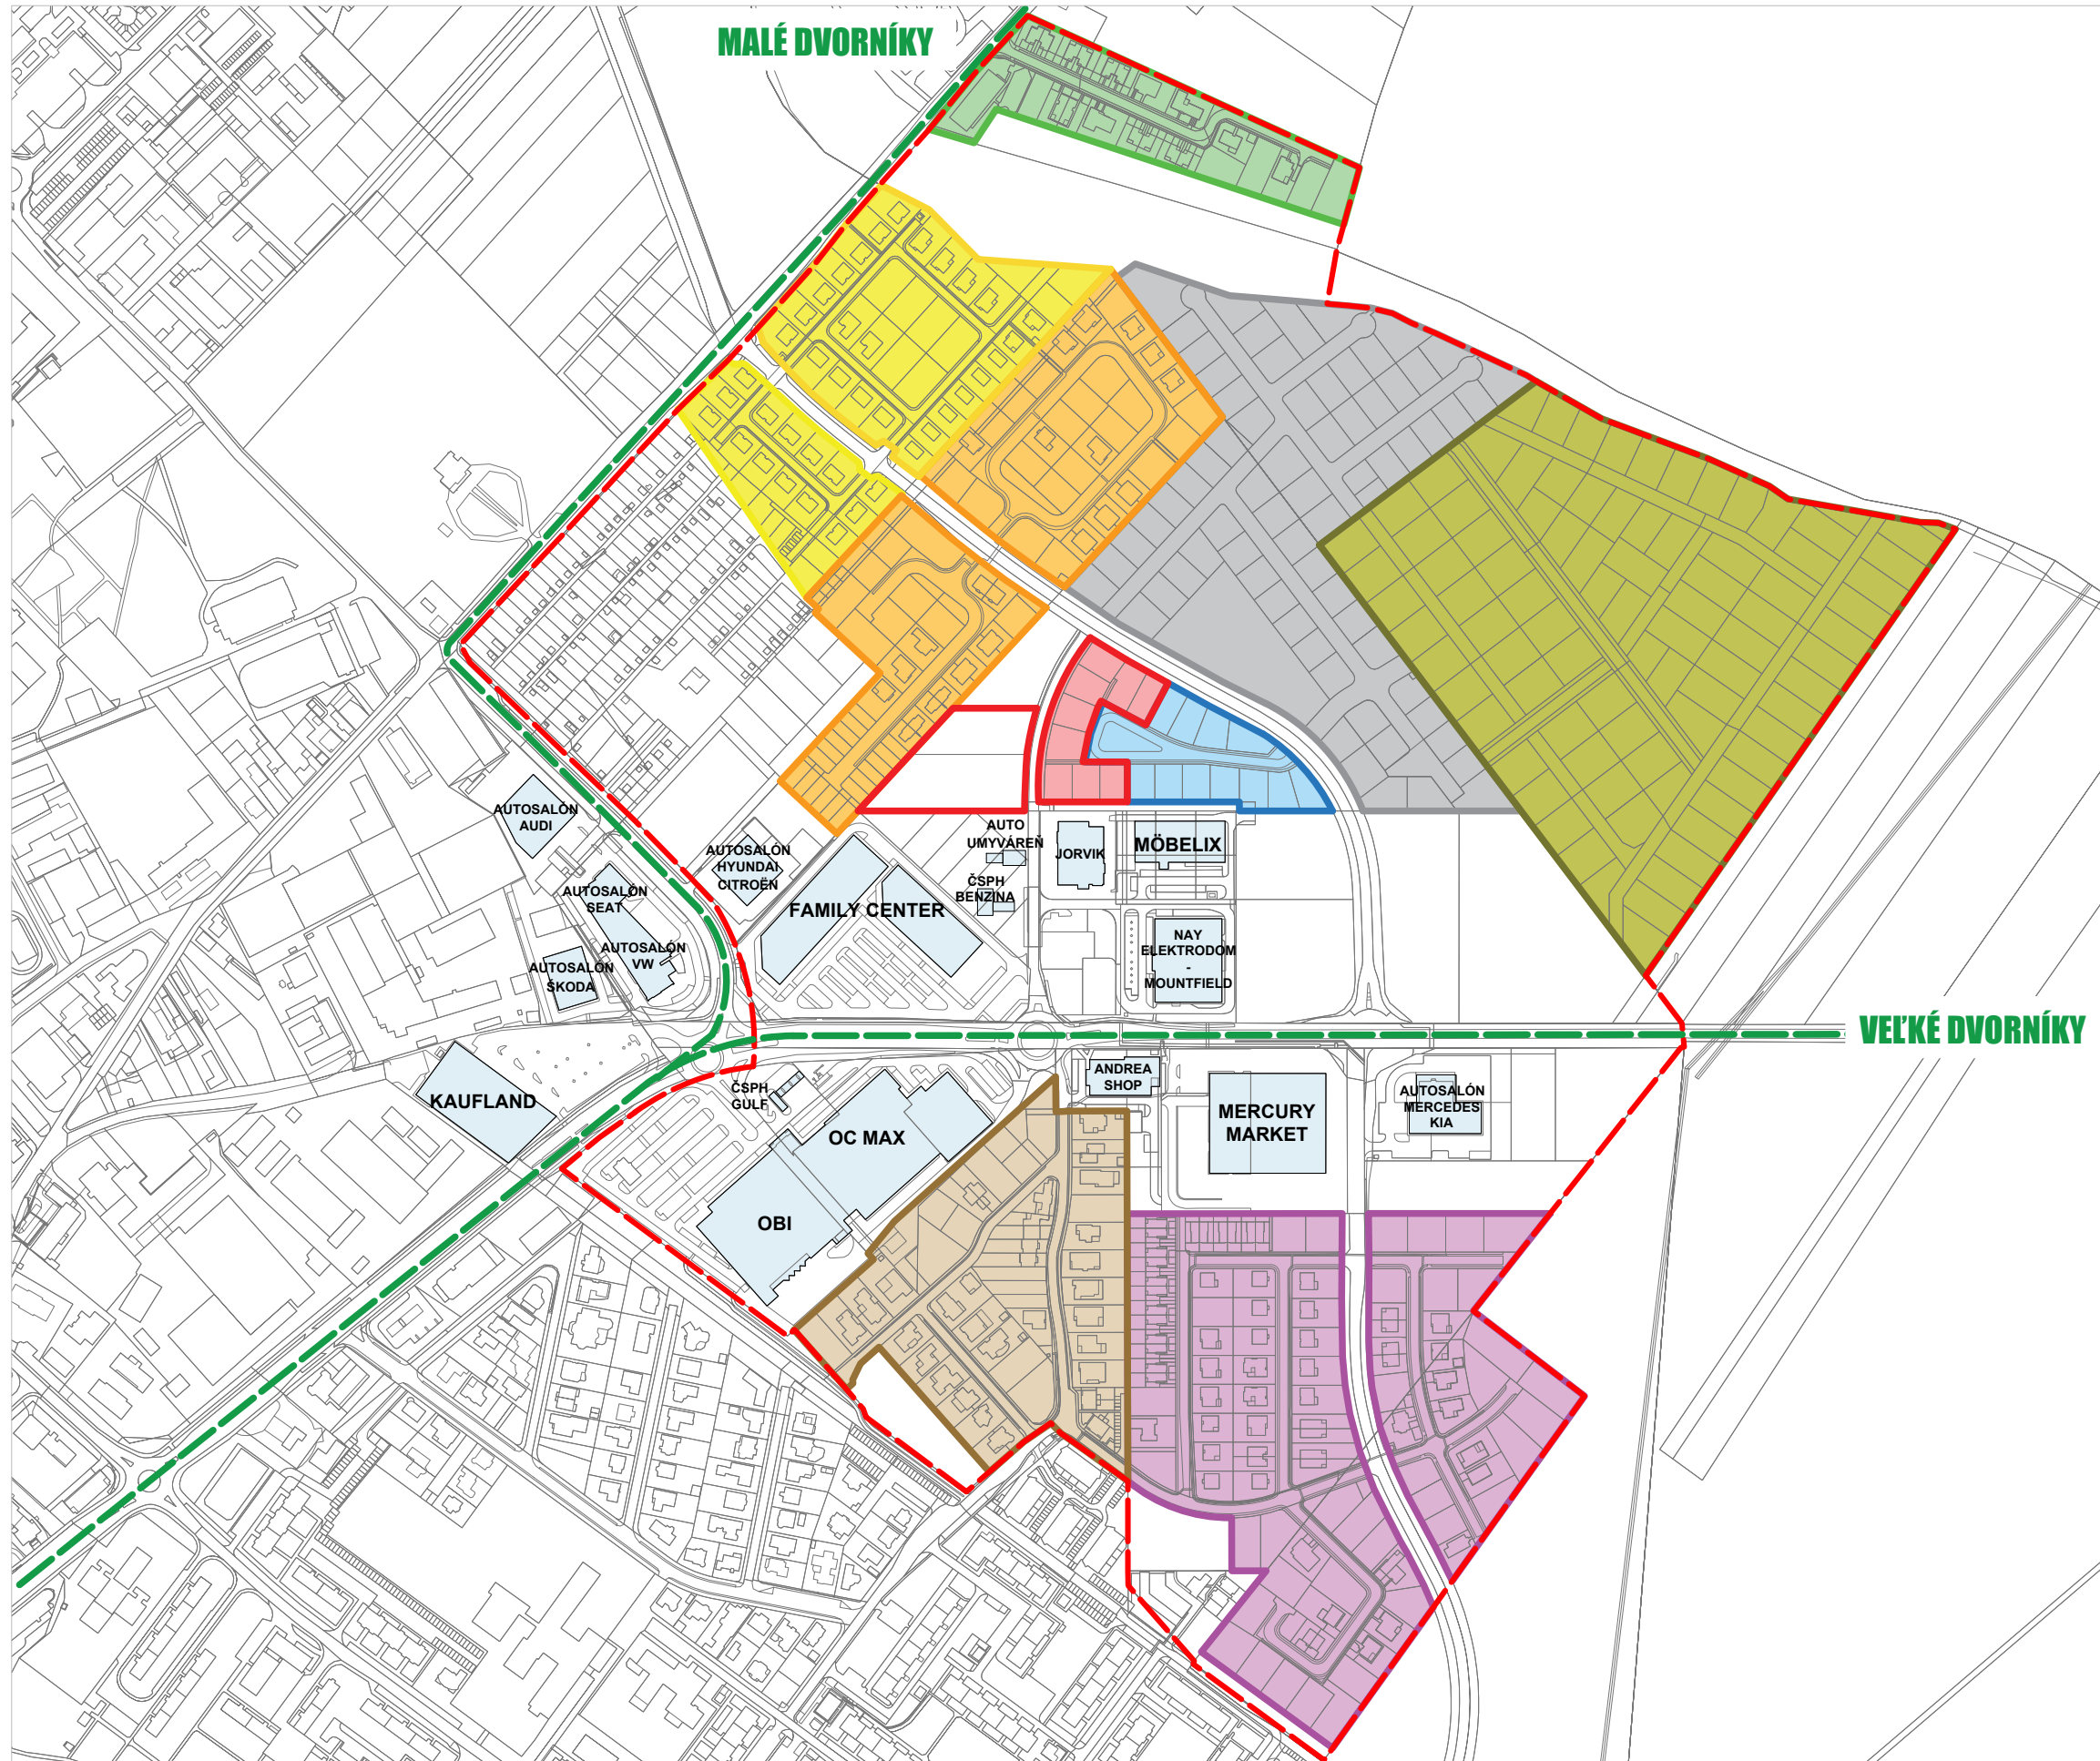 MALÉ DVORNÍKY
AUTOSALÓN
AUDI
AUTOSALÓN
HYUNDAI
CITROËN
AUTO
UMYVÁREŇ
JORVIK
MÖBELIX
AUTOSALÓN
SEAT
ČSPH
BENZINA
FAMILY CENTER
AUTOSALÓN
VW
AUTOSALÓN
ŠKODA
NAY
ELEKTRODOM
-
MOUNTFIELD
VEĽKÉ DVORNÍKY
KAUFLAND
ČSPH
GULF
ANDREA
SHOP
OC MAX
MERCURY
MARKET
AUTOSALÓN
MERCEDES
KIA
OBI